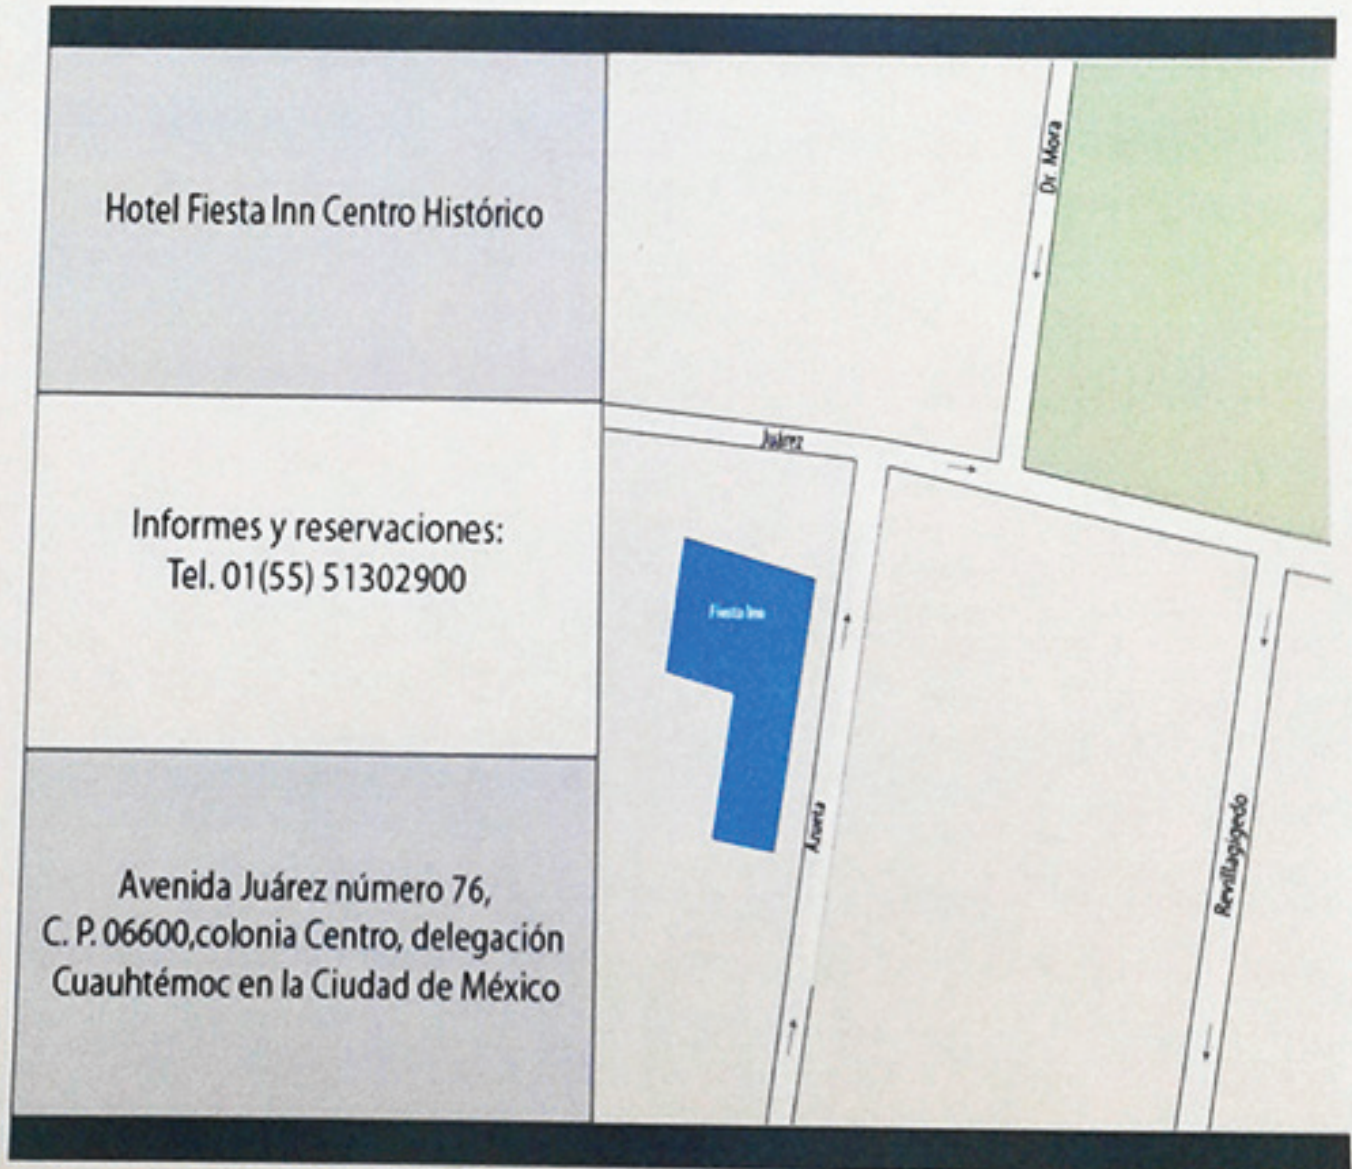 Hotel Fiesta Inn Centro Histórico
Informes y reservaciones:
Tel. 01(55) 51302900
Avenida Juárez número 76,
C. P. 06600,colonia Centro, delegación
Cuauhtémoc en la Ciudad de México
Dr. Mora
Juárez
Fiesta Inn
Azueta
Revillagigedo